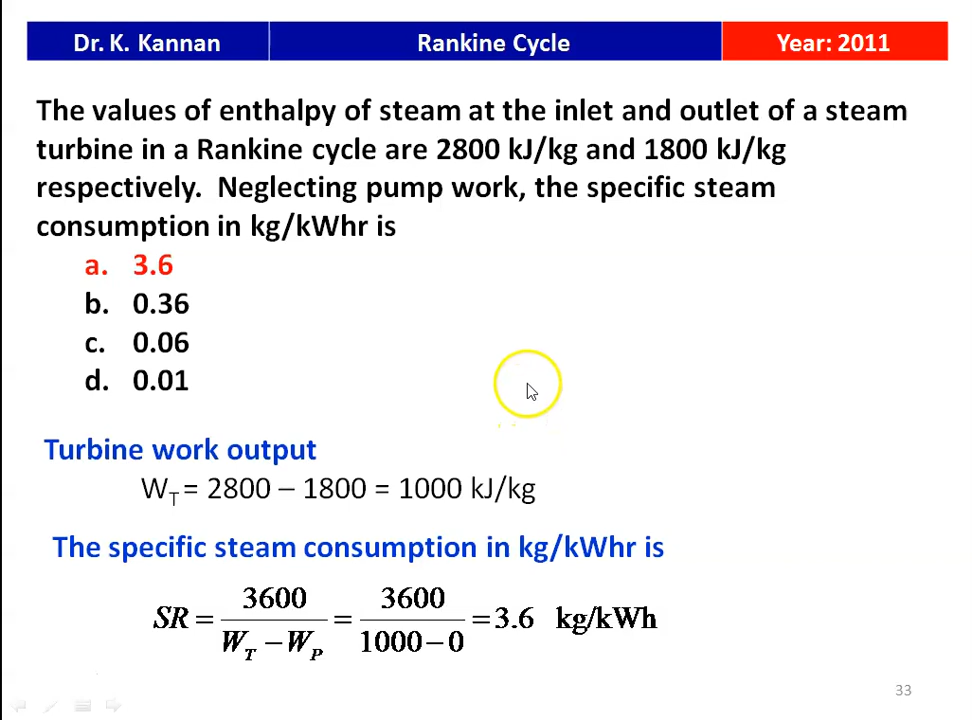 Dr. K. Kannan
Rankine Cycle
Year: 2011
The values of enthalpy of steam at the inlet and outlet of a steam
turbine in a Rankine cycle are 2800 kJ/kg and 1800 kJ/kg
respectively. Neglecting pump work, the specific steam
consumption in kg/kWhr is
a. 3.6
b. 0.36
c. 0.06
d. 0.01
Turbine work output
W_T = 2800 – 1800 = 1000 kJ/kg
The specific steam consumption in kg/kWhr is
SR = 3600 / (W_T − W_P) = 3600 / (1000 − 0) = 3.6 kg/kWh
33